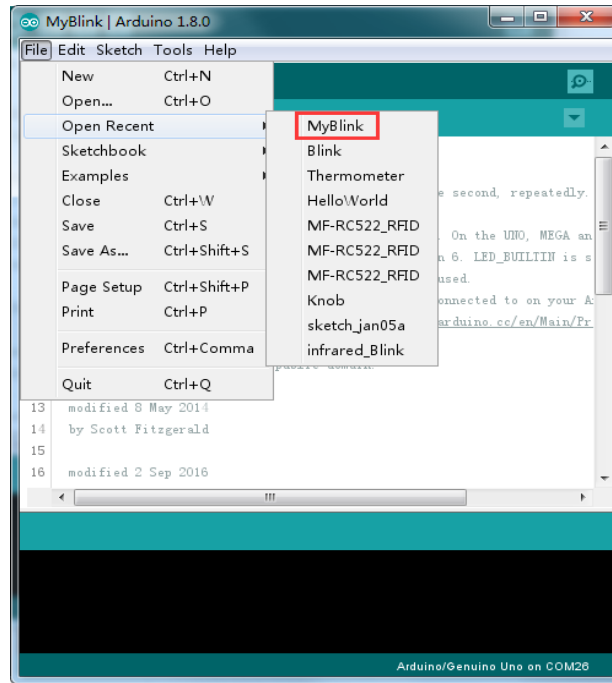 MyBlink | Arduino 1.8.0
File Edit Sketch Tools Help
New Ctrl+N
Open... Ctrl+O
Open Recent
Sketchbook
Examples
Close Ctrl+W
Save Ctrl+S
Save As... Ctrl+Shift+S
Page Setup Ctrl+Shift+P
Print Ctrl+P
Preferences Ctrl+Comma
Quit Ctrl+Q
MyBlink
Blink
Thermometer
HelloWorld
MF-RC522_RFID
MF-RC522_RFID
MF-RC522_RFID
Knob
sketch_jan05a
infrared_Blink
e second, repeatedly.
. On the UNO, MEGA an
n 6. LED_BUILTIN is s
used.
onnected to on your A
arduino.cc/en/Main/Pr
domain.
13 modified 8 May 2014
14 by Scott Fitzgerald
15
16 modified 2 Sep 2016
Arduino/Genuino Uno on COM26